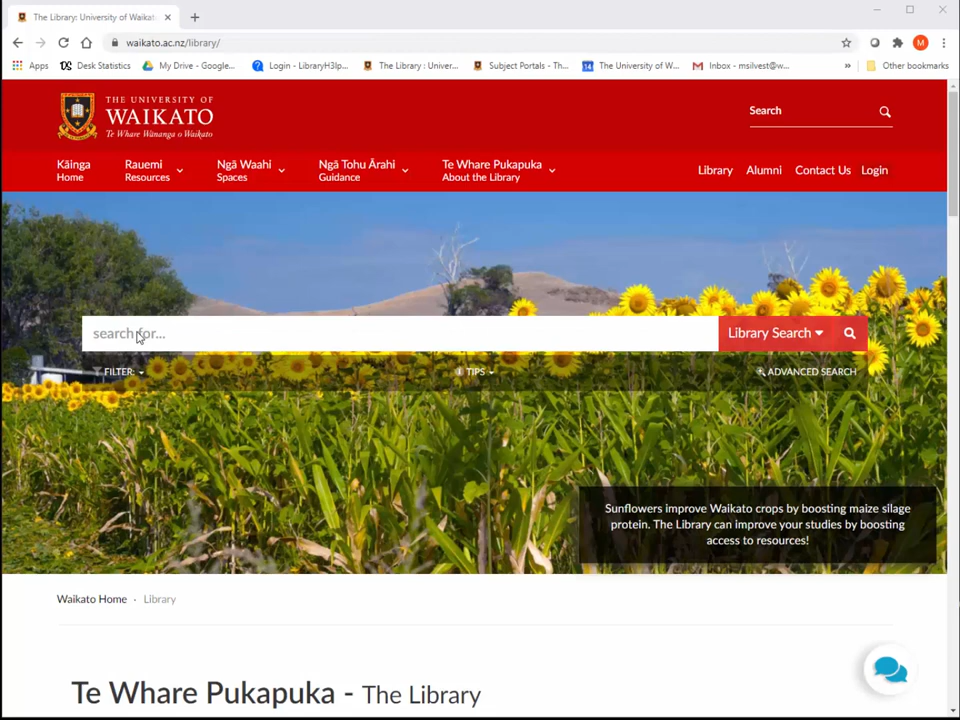 The Library: University of Waikat
waikato.ac.nz/library/
M
Apps
Desk Statistics
My Drive - Google...
Login - LibraryH3lp...
The Library : Univer...
Subject Portals - Th...
14
The University of W...
Inbox - msilvest@w...
»
Other bookmarks
THE UNIVERSITY OF
WAIKATO
Te Whare Wānanga o Waikato
Search
Kāinga
Home
Rauemi
Resources
Ngā Waahi
Spaces
Ngā Tohu Ārahi
Guidance
Te Whare Pukapuka
About the Library
Library
Alumni
Contact Us
Login
search for...
Library Search
FILTER:
TIPS
ADVANCED SEARCH
Sunflowers improve Waikato crops by boosting maize silage
protein. The Library can improve your studies by boosting
access to resources!
Waikato Home · Library
Te Whare Pukapuka - The Library